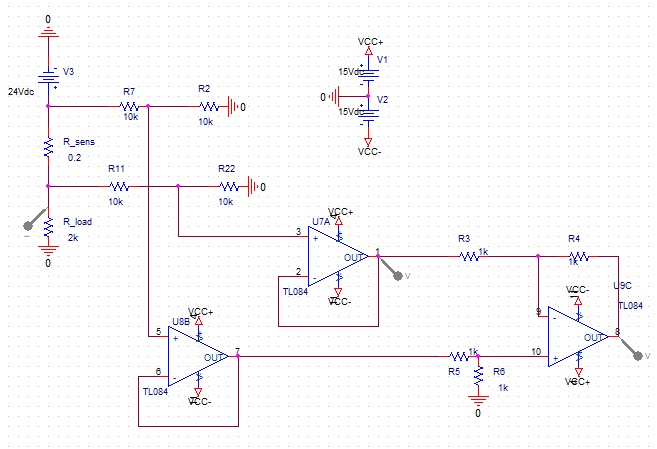 0
V3
24Vdc
R7
10k
R2
10k
0
VCC+
V1
15Vdc
0
V2
15Vdc
VCC-
R_sens
0.2
R11
10k
R22
10k
0
R_load
2k
0
U7A
VCC+
3
+
OUT
1
2
-
TL084
VCC-
V
R3
1k
R4
1k
U9C
TL084
VCC-
9
-
OUT
8
10
+
VCC+
V
U8B
VCC+
5
+
OUT
7
6
-
TL084
VCC-
R5
1k
R6
1k
0